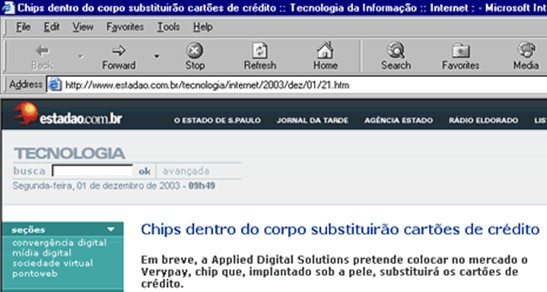 Chips dentro do corpo substituirão cartões de crédito :: Tecnologia da Informação :: Internet : - Microsoft Int
File Edit View Favorites Tools Help
Back Forward Stop Refresh Home Search Favorites Media
Address http://www.estadao.com.br/tecnologia/internet/2003/dez/01/21.htm
estadao.com.br O ESTADO DE S.PAULO JORNAL DA TARDE AGÊNCIA ESTADO RÁDIO ELDORADO LIS
TECNOLOGIA
busca ok avançada
Segunda-feira, 01 de dezembro de 2003 - 09h49
seções
convergência digital
mídia digital
sociedade virtual
pontoweb
Chips dentro do corpo substituirão cartões de crédito
Em breve, a Applied Digital Solutions pretende colocar no mercado o
Verypay, chip que, implantado sob a pele, substituirá os cartões de
crédito.